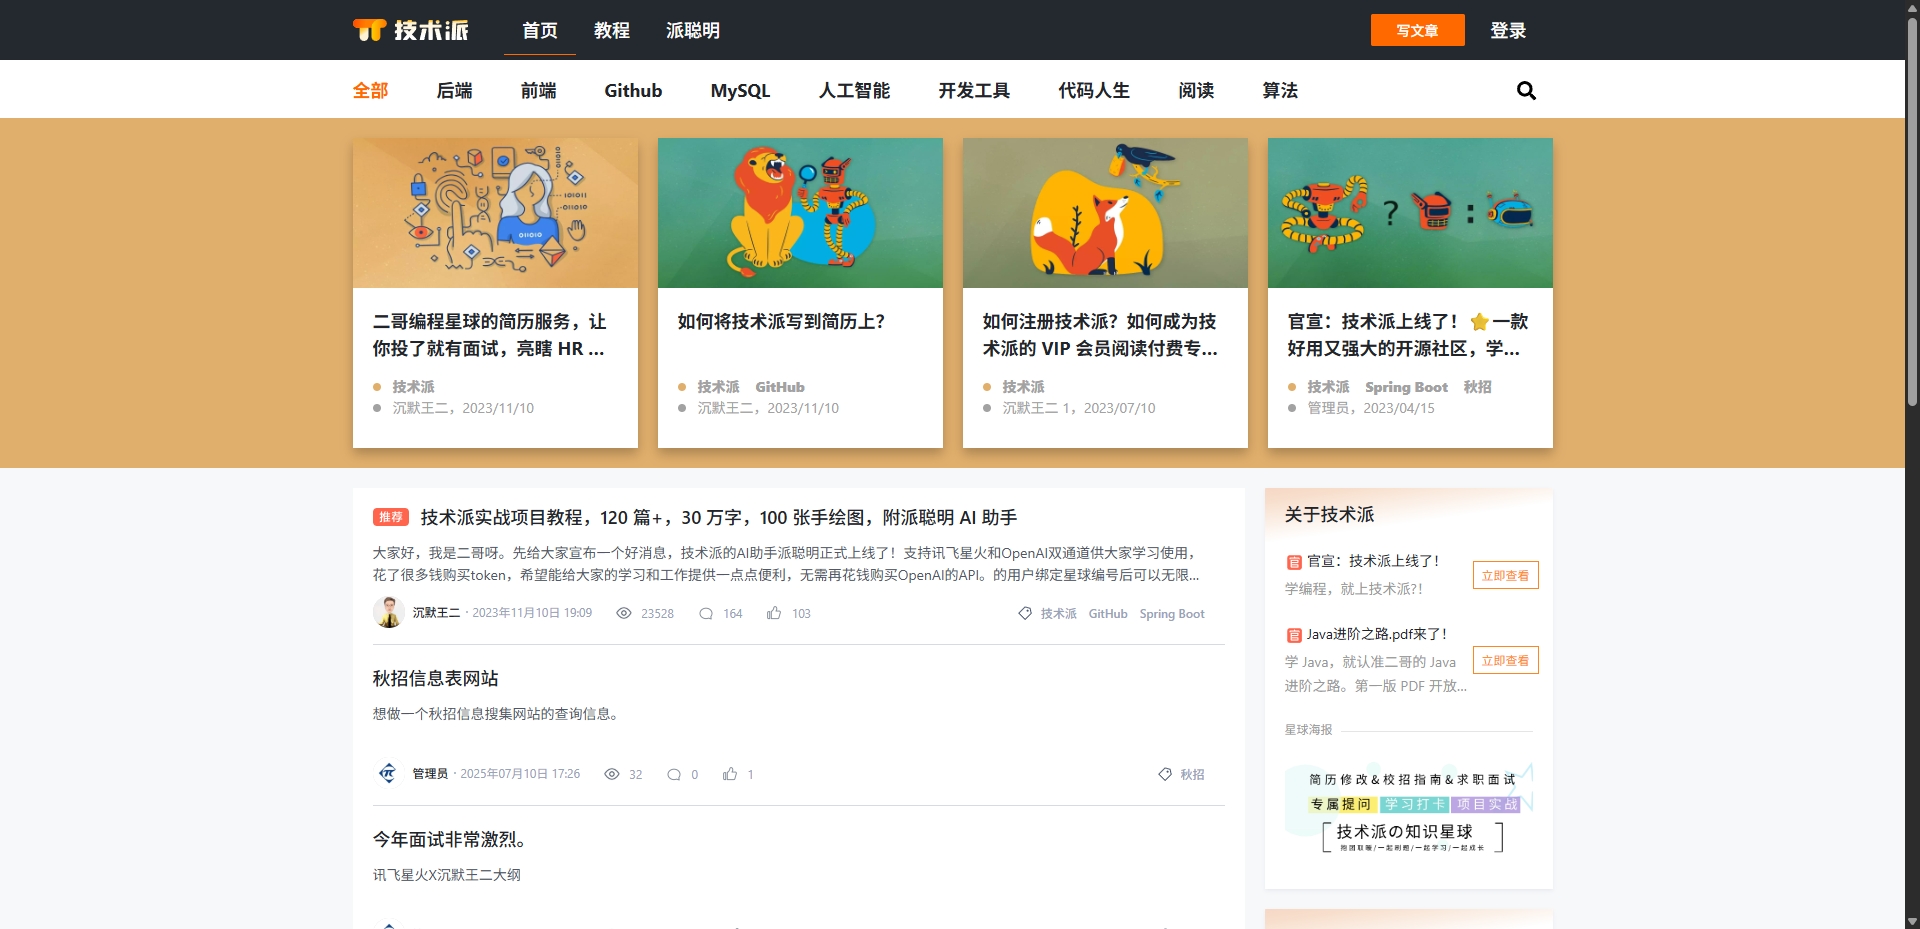 技术派
首页
教程
派聪明
写文章
登录
全部
后端
前端
Github
MySQL
人工智能
开发工具
代码人生
阅读
算法
二哥编程星球的简历服务，让
你投了就有面试，亮瞎 HR ...
技术派
沉默王二，2023/11/10
如何将技术派写到简历上？
技术派 GitHub
沉默王二，2023/11/10
如何注册技术派？如何成为技
术派的 VIP 会员阅读付费专...
技术派
沉默王二 1，2023/07/10
官宣：技术派上线了！⭐一款
好用又强大的开源社区，学...
技术派 Spring Boot 秋招
管理员，2023/04/15
推荐 技术派实战项目教程，120 篇+，30 万字，100 张手绘图，附派聪明 AI 助手
大家好，我是二哥呀。先给大家宣布一个好消息，技术派的AI助手派聪明正式上线了！支持讯飞星火和OpenAI双通道供大家学习使用，
花了很多钱购买token，希望能给大家的学习和工作提供一点点便利，无需再花钱购买OpenAI的API。的用户绑定星球编号后可以无限...
沉默王二 · 2023年11月10日 19:09 23528 164 103 技术派 GitHub Spring Boot
秋招信息表网站
想做一个秋招信息搜集网站的查询信息。
管理员 · 2025年07月10日 17:26 32 0 1 秋招
今年面试非常激烈。
讯飞星火X沉默王二大纲
关于技术派
官 官宣：技术派上线了！
学编程，就上技术派?!
立即查看
官 Java进阶之路.pdf来了！
学 Java，就认准二哥的 Java
进阶之路。第一版 PDF 开放...
立即查看
星球海报
简历修改&校招指南&求职面试
专属提问 学习打卡 项目实战
技术派の知识星球
抱团取暖/一起刷题/一起学习/一起成长